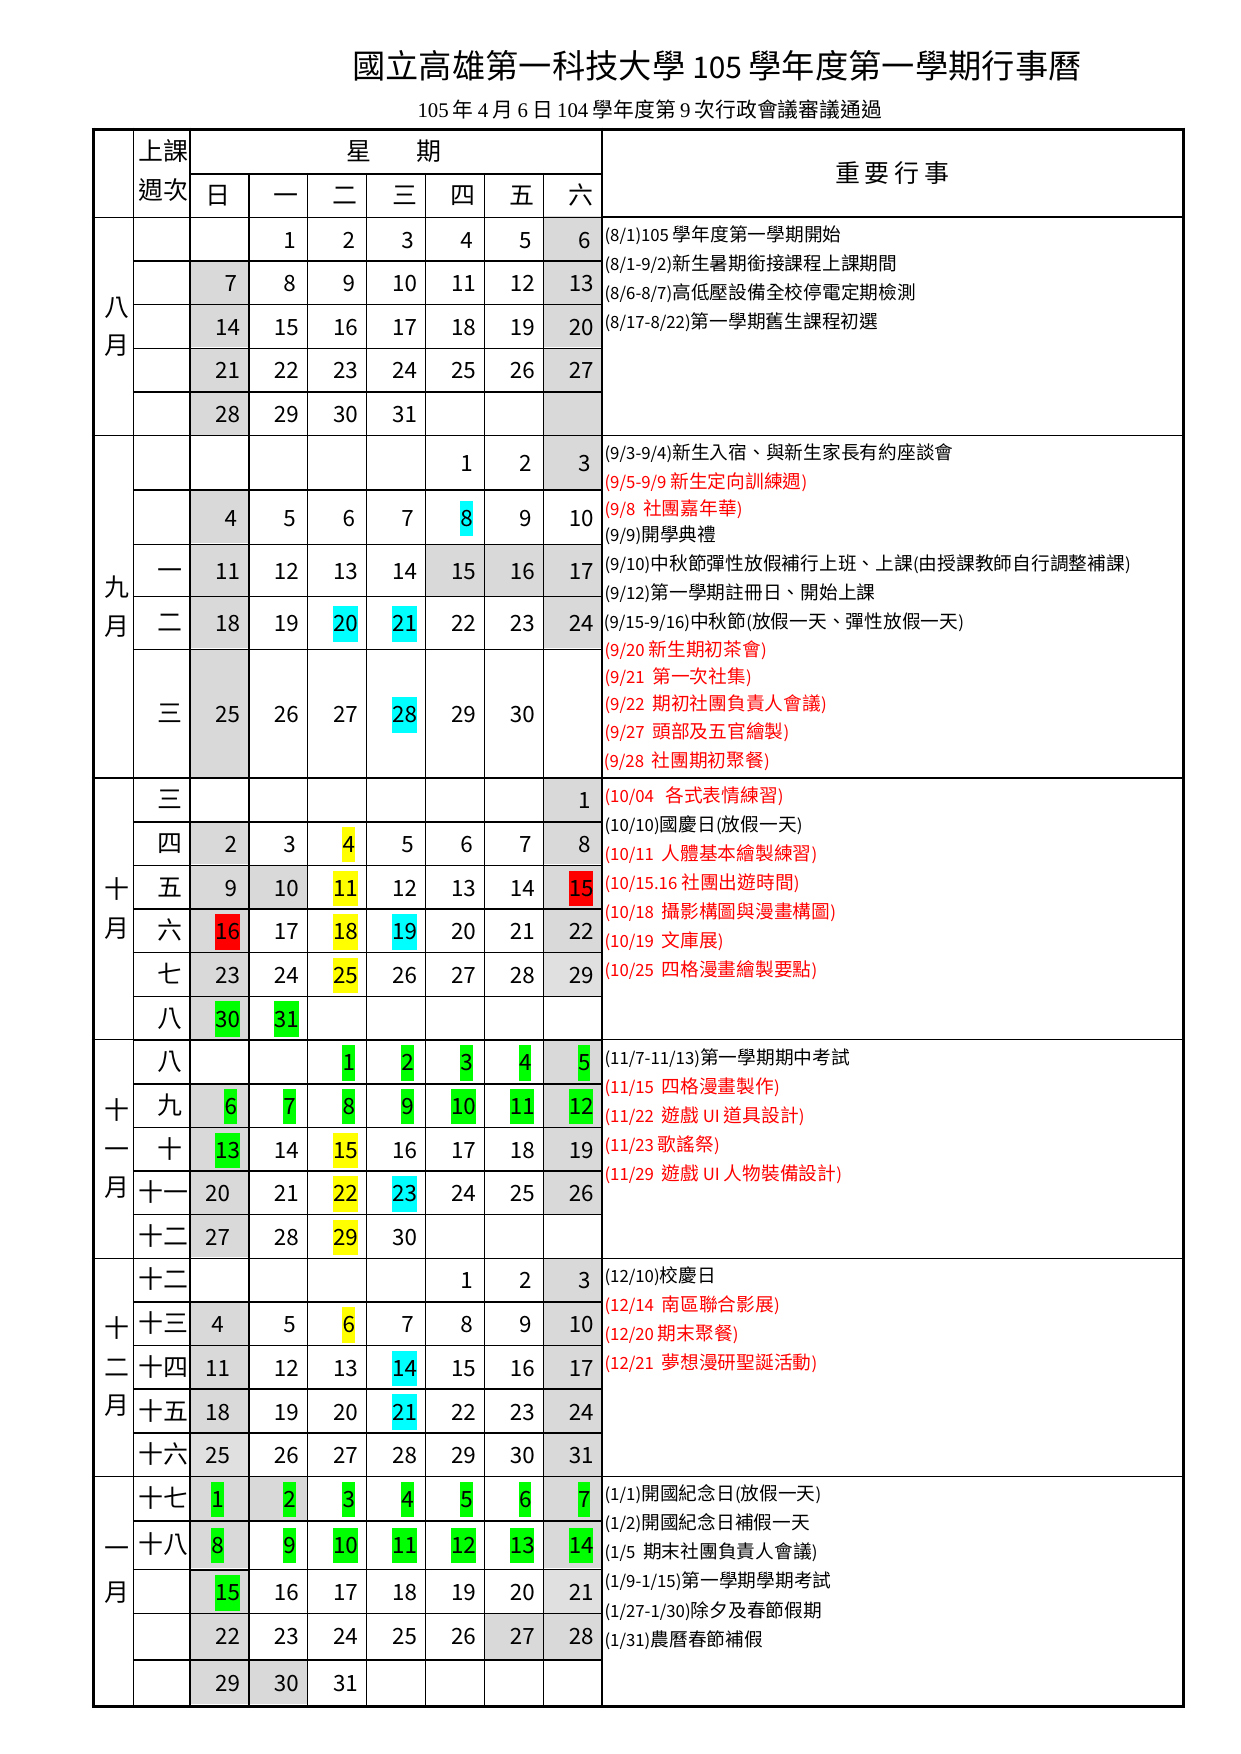 國立高雄第一科技大學 105 學年度第一學期行事曆
105 年 4 月 6 日 104 學年度第 9 次行政會議審議通過
上課週次 星 期 重要行事
日 一 二 三 四 五 六
八月
1 2 3 4 5 6
7 8 9 10 11 12 13
14 15 16 17 18 19 20
21 22 23 24 25 26 27
28 29 30 31
(8/1)105 學年度第一學期開始
(8/1-9/2)新生暑期銜接課程上課期間
(8/6-8/7)高低壓設備全校停電定期檢測
(8/17-8/22)第一學期舊生課程初選
九月
1 2 3
4 5 6 7 8 9 10
一 11 12 13 14 15 16 17
二 18 19 20 21 22 23 24
三 25 26 27 28 29 30
(9/3-9/4)新生入宿、與新生家長有約座談會
(9/5-9/9 新生定向訓練週)
(9/8 社團嘉年華)
(9/9)開學典禮
(9/10)中秋節彈性放假補行上班、上課(由授課教師自行調整補課)
(9/12)第一學期註冊日、開始上課
(9/15-9/16)中秋節(放假一天、彈性放假一天)
(9/20 新生期初茶會)
(9/21 第一次社集)
(9/22 期初社團負責人會議)
(9/27 頭部及五官繪製)
(9/28 社團期初聚餐)
十月
三 1
四 2 3 4 5 6 7 8
五 9 10 11 12 13 14 15
六 16 17 18 19 20 21 22
七 23 24 25 26 27 28 29
八 30 31
(10/04 各式表情練習)
(10/10)國慶日(放假一天)
(10/11 人體基本繪製練習)
(10/15.16 社團出遊時間)
(10/18 攝影構圖與漫畫構圖)
(10/19 文庫展)
(10/25 四格漫畫繪製要點)
十一月
八 1 2 3 4 5
九 6 7 8 9 10 11 12
十 13 14 15 16 17 18 19
十一 20 21 22 23 24 25 26
十二 27 28 29 30
(11/7-11/13)第一學期期中考試
(11/15 四格漫畫製作)
(11/22 遊戲 UI 道具設計)
(11/23 歌謠祭)
(11/29 遊戲 UI 人物裝備設計)
十二月
十二 1 2 3
十三 4 5 6 7 8 9 10
十四 11 12 13 14 15 16 17
十五 18 19 20 21 22 23 24
十六 25 26 27 28 29 30 31
(12/10)校慶日
(12/14 南區聯合影展)
(12/20 期末聚餐)
(12/21 夢想漫研聖誕活動)
一月
十七 1 2 3 4 5 6 7
十八 8 9 10 11 12 13 14
15 16 17 18 19 20 21
22 23 24 25 26 27 28
29 30 31
(1/1)開國紀念日(放假一天)
(1/2)開國紀念日補假一天
(1/5 期末社團負責人會議)
(1/9-1/15)第一學期學期考試
(1/27-1/30)除夕及春節假期
(1/31)農曆春節補假